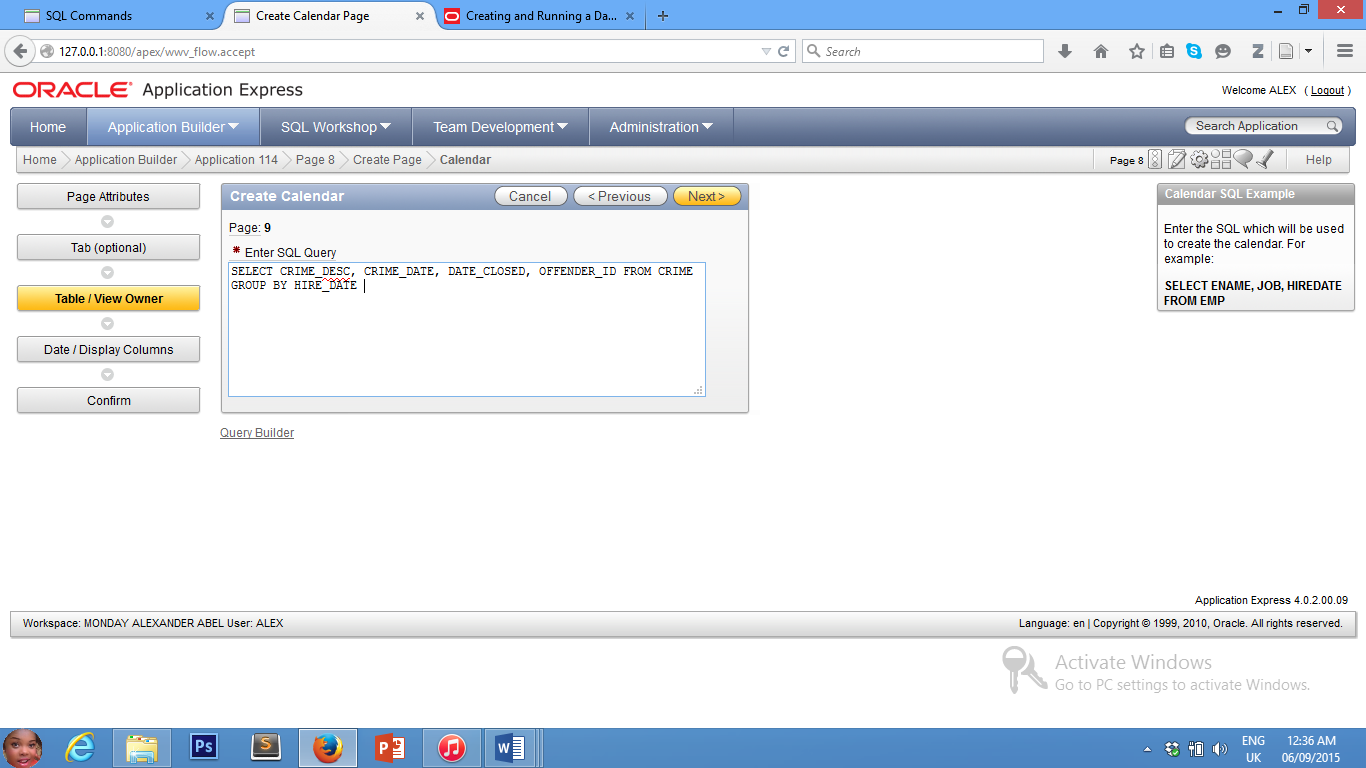 SQL Commands
Create Calendar Page
Creating and Running a Da...
127.0.0.1:8080/apex/wwv_flow.accept
Search
ORACLE Application Express
Welcome ALEX ( Logout )
Home
Application Builder
SQL Workshop
Team Development
Administration
Search Application
Home
Application Builder
Application 114
Page 8
Create Page
Calendar
Page 8
Help
Page Attributes
Tab (optional)
Table / View Owner
Date / Display Columns
Confirm
Create Calendar
Cancel
< Previous
Next >
Page: 9
* Enter SQL Query
SELECT CRIME_DESC, CRIME_DATE, DATE_CLOSED, OFFENDER_ID FROM CRIME
GROUP BY HIRE_DATE
Query Builder
Calendar SQL Example
Enter the SQL which will be used
to create the calendar. For
example:
SELECT ENAME, JOB, HIREDATE
FROM EMP
Application Express 4.0.2.00.09
Workspace: MONDAY ALEXANDER ABEL User: ALEX
Language: en | Copyright © 1999, 2010, Oracle. All rights reserved.
Activate Windows
Go to PC settings to activate Windows.
Ps
S
P
W
ENG
UK
12:36 AM
06/09/2015